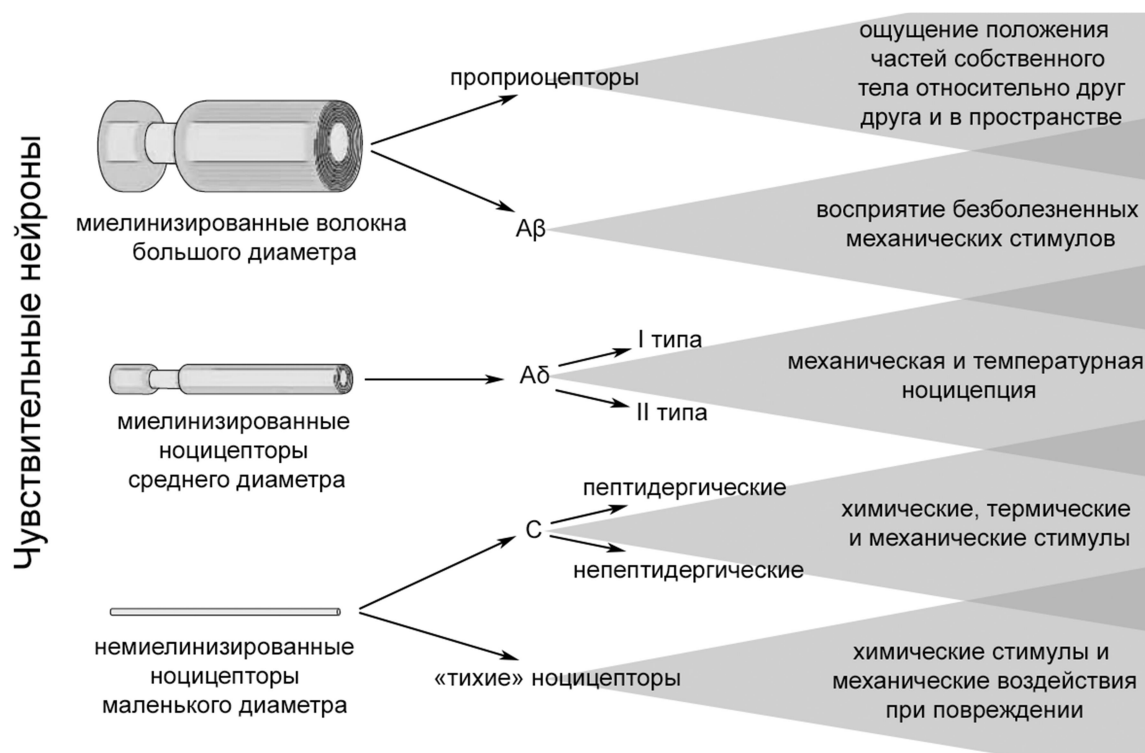 Чувствительные нейроны
проприоцепторы
ощущение положения
частей собственного
тела относительно друг
друга и в пространстве
миелинизированные волокна
большого диаметра
Aβ
восприятие безболезненных
механических стимулов
миелинизированные
ноцицепторы
среднего диаметра
Aδ
I типа
II типа
механическая и температурная
ноцицепция
немиелинизированные
ноцицепторы
маленького диаметра
C
пептидергические
непептидергические
химические, термические
и механические стимулы
«тихие» ноцицепторы
химические стимулы и
механические воздействия
при повреждении